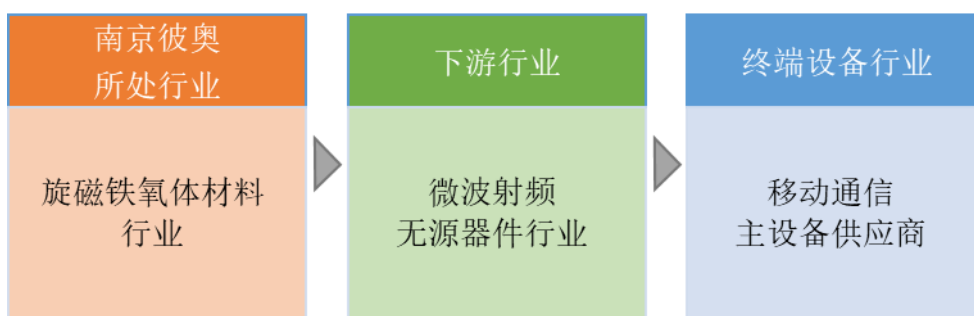 南京彼奥
所处行业
下游行业
终端设备行业
旋磁铁氧体材料
行业
微波射频
无源器件行业
移动通信
主设备供应商